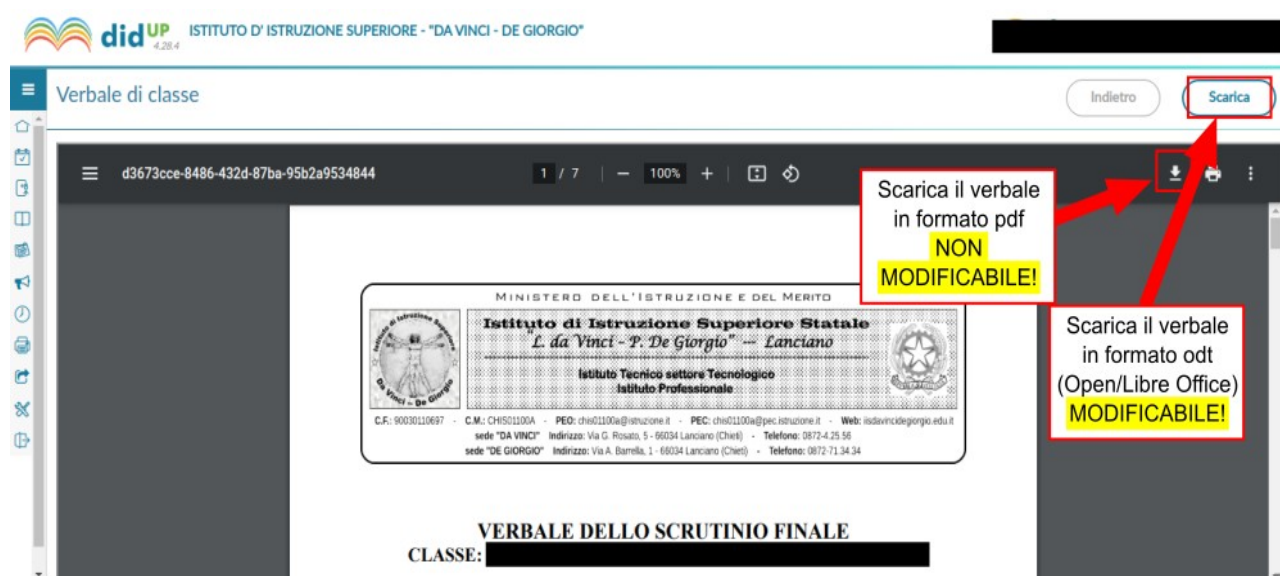 didUP
4.28.4
ISTITUTO D' ISTRUZIONE SUPERIORE - "DA VINCI - DE GIORGIO"
Verbale di classe
Indietro
Scarica
d3673cce-8486-432d-87ba-95b2a9534844
1 / 7
100%
Scarica il verbale
in formato pdf
NON
MODIFICABILE!
Scarica il verbale
in formato odt
(Open/Libre Office)
MODIFICABILE!
MINISTERO DELL'ISTRUZIONE E DEL MERITO
Istituto di Istruzione Superiore Statale
"L. da Vinci - P. De Giorgio" — Lanciano
Istituto Tecnico settore Tecnologico
Istituto Professionale
C.F.: 90030110697 - C.M.: CHIS01100A - PEO: chis01100a@istruzione.it - PEC: chis01100a@pec.istruzione.it - Web: iisdavincidegiorgio.edu.it
sede "DA VINCI" Indirizzo: Via G. Rosato, 5 - 66034 Lanciano (Chieti) - Telefono: 0872-4.25.56
sede "DE GIORGIO" Indirizzo: Via A. Barrella, 1 - 66034 Lanciano (Chieti) - Telefono: 0872-71.34.34
VERBALE DELLO SCRUTINIO FINALE
CLASSE: